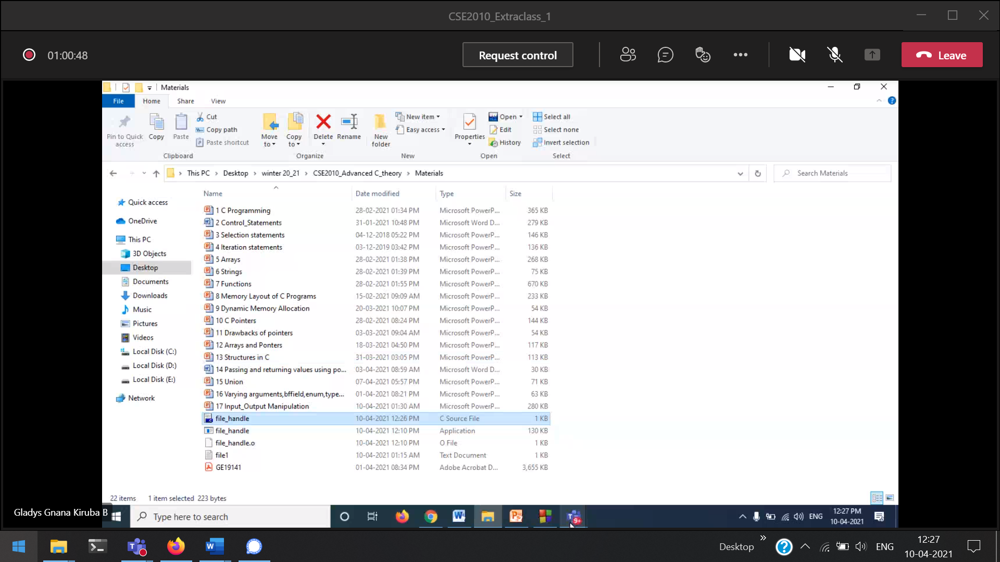 CSE2010_Extraclass_1
01:00:48
Request control
Leave
Materials
File Home Share View
Pin to Quick access
Copy
Paste
Cut
Copy path
Paste shortcut
Clipboard
Move to
Copy to
Delete
Rename
Organize
New folder
New item
Easy access
New
Properties
Open
Edit
History
Open
Select all
Select none
Invert selection
Select
This PC > Desktop > winter 20_21 > CSE2010_Advanced C_theory > Materials
Search Materials
Quick access
OneDrive
This PC
3D Objects
Desktop
Documents
Downloads
Music
Pictures
Videos
Local Disk (C:)
Local Disk (D:)
Local Disk (E:)
Network
Name Date modified Type Size
1 C Programming 28-02-2021 01:34 PM Microsoft PowerP... 365 KB
2 Control_Statements 31-01-2021 10:48 PM Microsoft Word D... 279 KB
3 Selection statements 04-12-2018 05:22 PM Microsoft PowerP... 146 KB
4 Iteration statements 03-12-2019 03:42 PM Microsoft PowerP... 136 KB
5 Arrays 28-02-2021 01:38 PM Microsoft PowerP... 268 KB
6 Strings 28-02-2021 01:39 PM Microsoft PowerP... 75 KB
7 Functions 28-02-2021 01:55 PM Microsoft PowerP... 670 KB
8 Memory Layout of C Programs 15-02-2021 09:09 AM Microsoft PowerP... 233 KB
9 Dynamic Memory Allocation 20-03-2021 10:07 PM Microsoft PowerP... 54 KB
10 C Pointers 28-02-2021 08:24 PM Microsoft PowerP... 144 KB
11 Drawbacks of pointers 03-03-2021 09:04 AM Microsoft PowerP... 54 KB
12 Arrays and Ponters 18-03-2021 04:50 PM Microsoft PowerP... 117 KB
13 Structures in C 31-03-2021 03:05 PM Microsoft PowerP... 113 KB
14 Passing and returning values using po... 03-04-2021 08:59 AM Microsoft Word D... 30 KB
15 Union 07-04-2021 05:57 PM Microsoft PowerP... 71 KB
16 Varying arguments,bffield,enum,type... 01-04-2021 08:21 PM Microsoft PowerP... 63 KB
17 Input_Output Manipulation 10-04-2021 01:30 AM Microsoft PowerP... 280 KB
file_handle 10-04-2021 12:26 PM C Source File 1 KB
file_handle 10-04-2021 12:10 PM Application 130 KB
file_handle.o 10-04-2021 12:10 PM O File 1 KB
file1 10-04-2021 01:15 AM Text Document 1 KB
GE19141 01-04-2021 08:34 PM Adobe Acrobat D... 3,655 KB
22 items 1 item selected 223 bytes
Gladys Gnana Kiruba B
Type here to search
9+
ENG
12:27 PM
10-04-2021
Desktop
ENG
12:27
10-04-2021